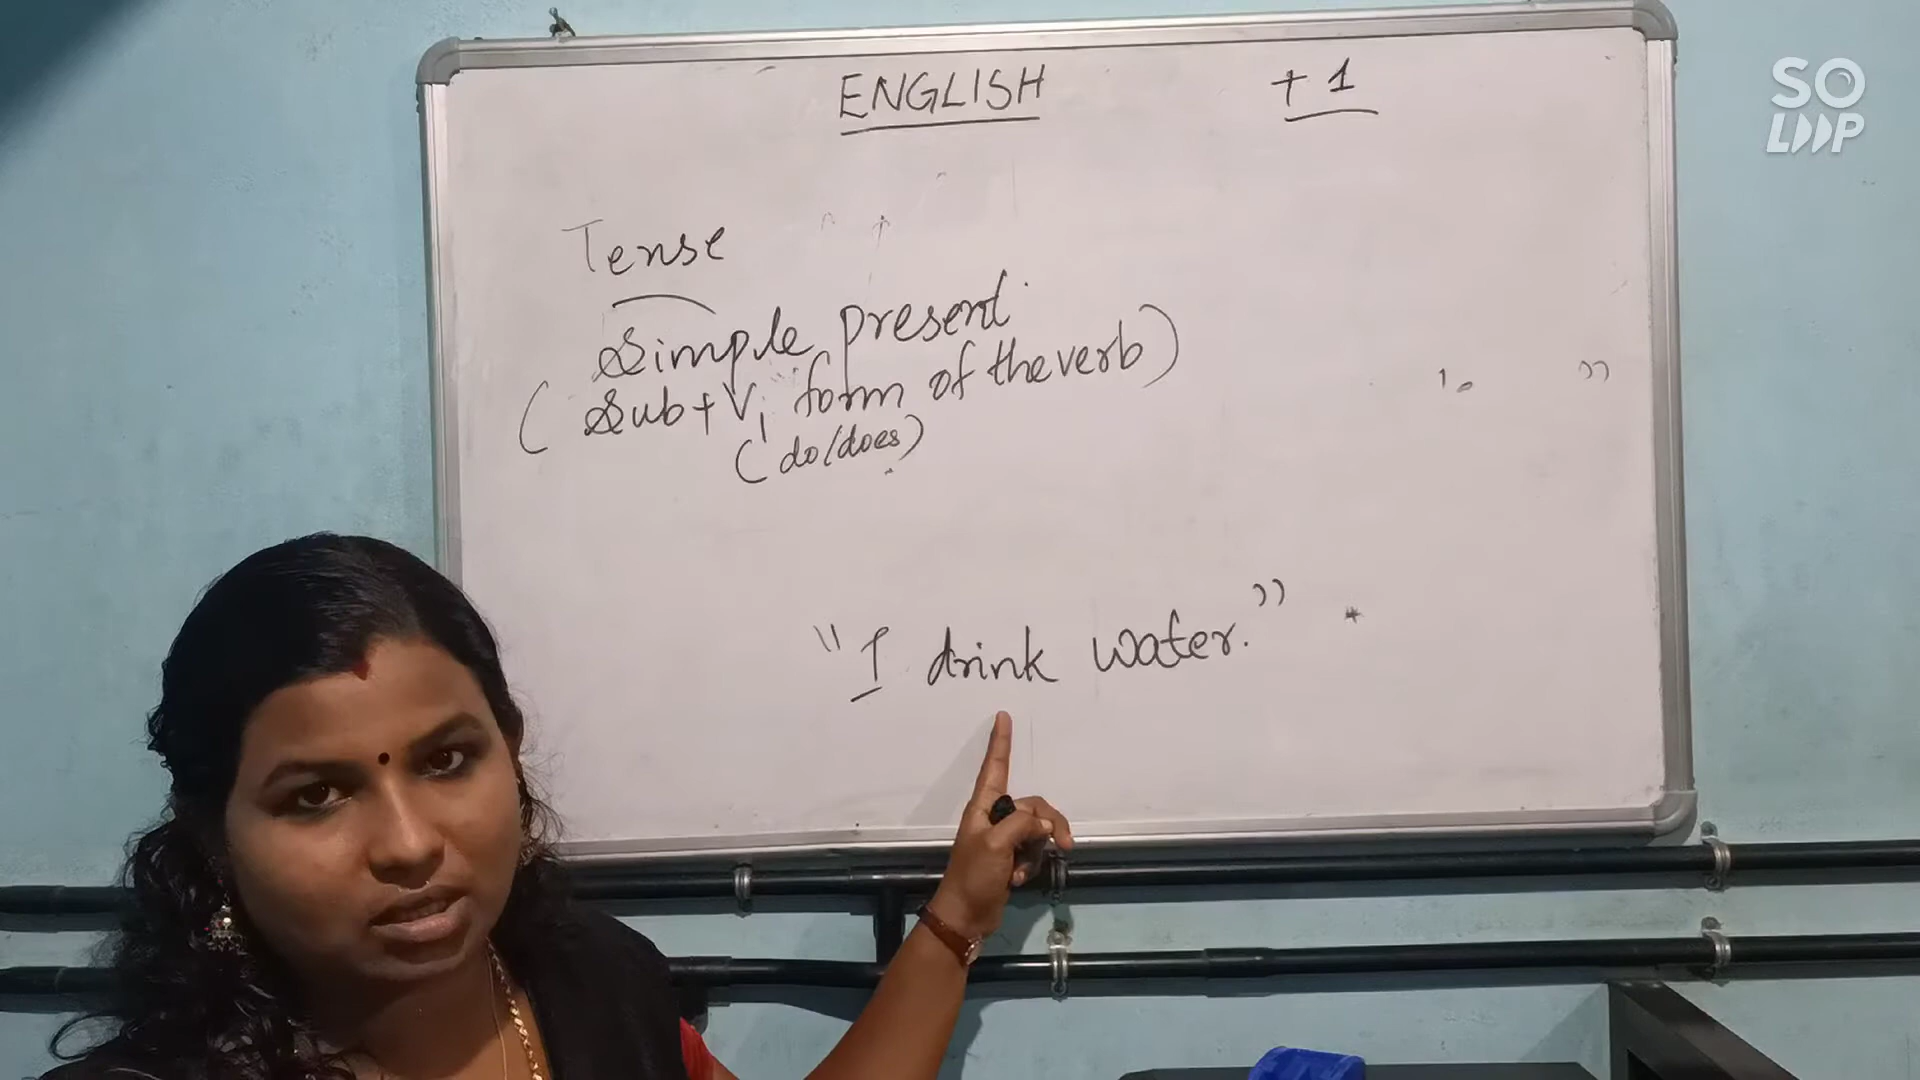 ENGLISH +1
SO
LOOP
Tense
Simple present
(Sub + V1 form of the verb)
(do/does)
"I drink water."